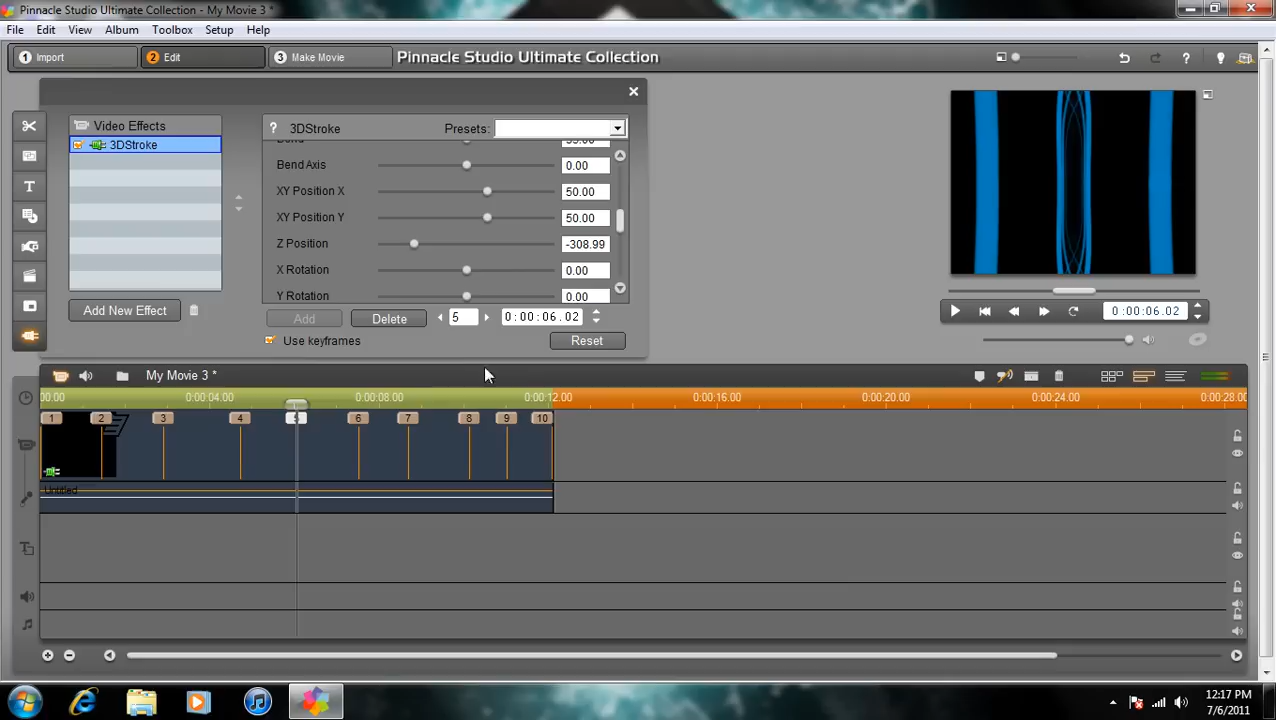 Pinnacle Studio Ultimate Collection - My Movie 3 *
File Edit View Album Toolbox Setup Help
1 Import 2 Edit 3 Make Movie Pinnacle Studio Ultimate Collection
Video Effects
3DStroke
Add New Effect
? 3DStroke Presets:
Bend 55.00
Bend Axis 0.00
XY Position X 50.00
XY Position Y 50.00
Z Position -308.99
X Rotation 0.00
Y Rotation 0.00
Add Delete 5 0:00:06.02
Use keyframes Reset
0:00:06.02
My Movie 3 *
00.00 0:00:04.00 0:00:08.00 0:00:12.00 0:00:16.00 0:00:20.00 0:00:24.00 0:00:28.00
1 2 3 4 5 6 7 8 9 10
Untitled
12:17 PM
7/6/2011